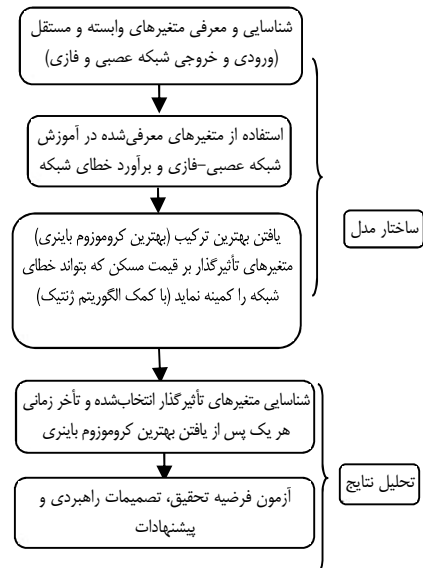 شناسایی و معرفی متغیرهای وابسته و مستقل
(ورودی و خروجی شبکه عصبی و فازی)
استفاده از متغیرهای معرفی‌شده در آموزش
شبکه عصبی-فازی و برآورد خطای شبکه
یافتن بهترین ترکیب (بهترین کروموزوم باینری)
متغیرهای تأثیرگذار بر قیمت مسکن که بتواند خطای
شبکه را کمینه نماید (با کمک الگوریتم ژنتیک)
ساختار مدل
شناسایی متغیرهای تأثیرگذار انتخاب‌شده و تأخر زمانی
هر یک پس از یافتن بهترین کروموزوم باینری
آزمون فرضیه تحقیق، تصمیمات راهبردی و
پیشنهادات
تحلیل نتایج